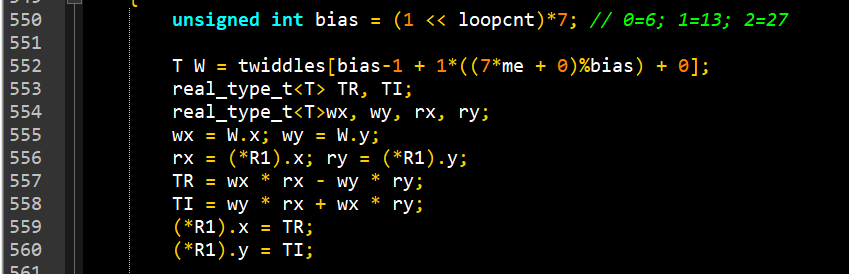 550 unsigned int bias = (1 << loopcnt)*7; // 0=6; 1=13; 2=27
551
552 T W = twiddles[bias-1 + 1*((7*me + 0)%bias) + 0];
553 real_type_t<T> TR, TI;
554 real_type_t<T>wx, wy, rx, ry;
555 wx = W.x; wy = W.y;
556 rx = (*R1).x; ry = (*R1).y;
557 TR = wx * rx - wy * ry;
558 TI = wy * rx + wx * ry;
559 (*R1).x = TR;
560 (*R1).y = TI;